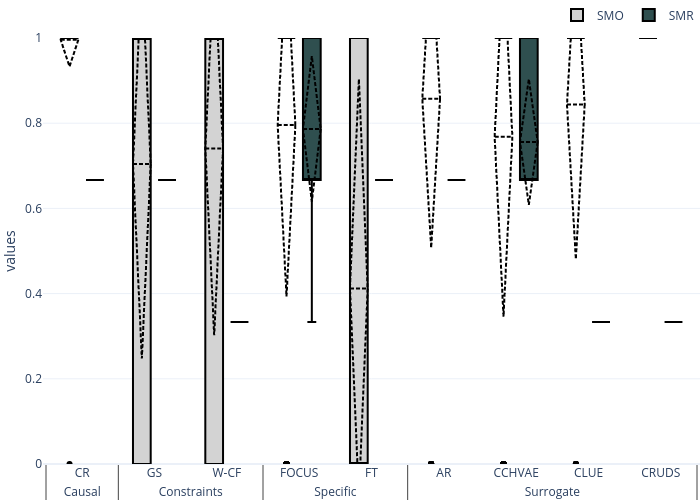 SMO SMR
1
0.8
0.6
0.4
0.2
0
values
CR GS W-CF FOCUS FT AR CCHVAE CLUE CRUDS
Causal Constraints Specific Surrogate